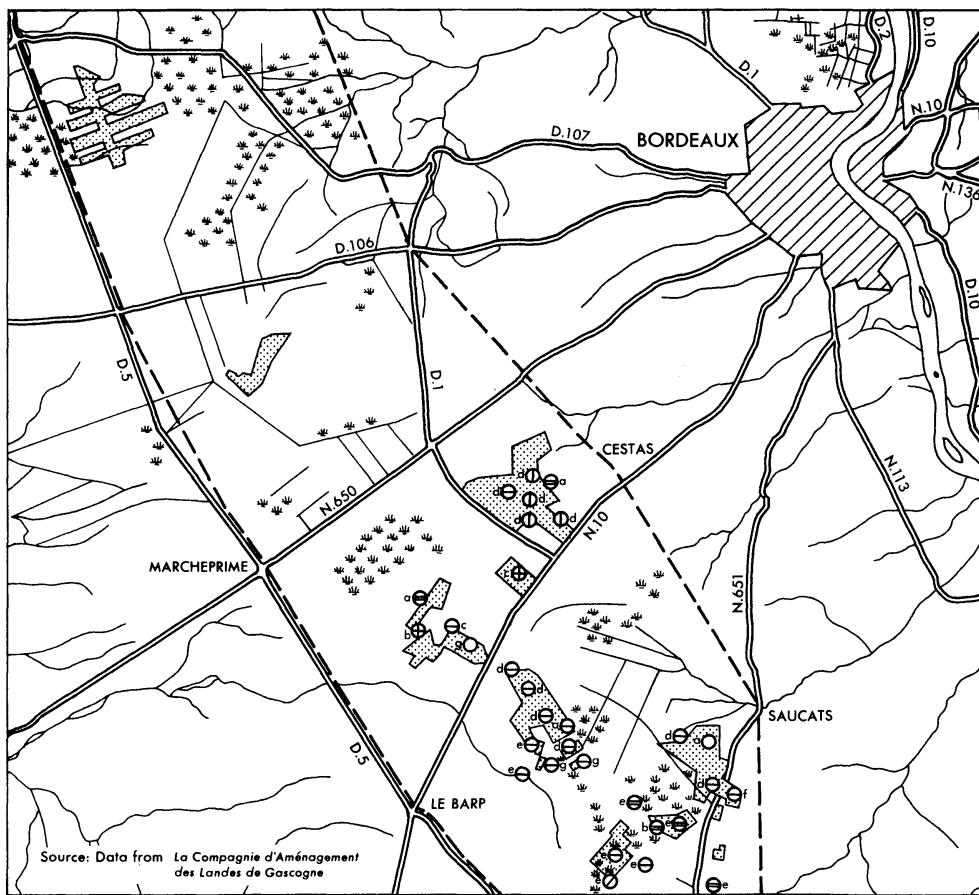 D.2
D.10
D.1
N.10
D.107
BORDEAUX
N.136
D.106
D.10
D.5
D.1
CESTAS
N.113
N.650
N.10
MARCHEPRIME
N.651
SAUCATS
D.5
LE BARP
a
d
d
d
d
a
b
c
g
d
d
d
a
e
d
g
g
e
d
d
f
e
b
e
e
e
e
e
Source: Data from La Compagnie d'Aménagement
des Landes de Gascogne